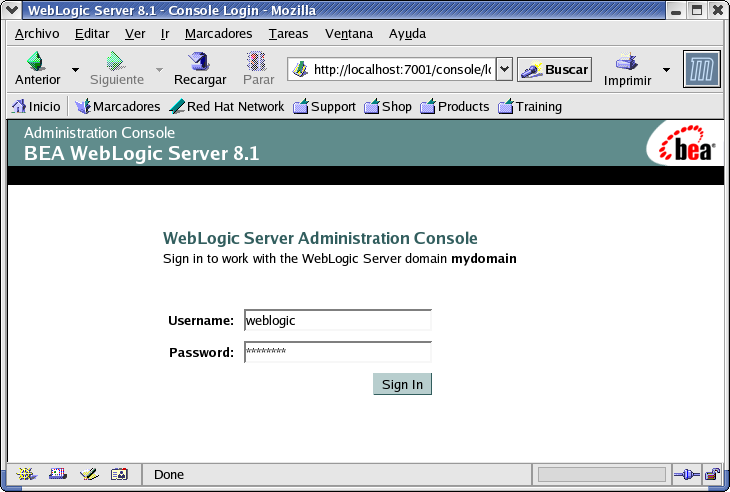 WebLogic Server 8.1 - Console Login - Mozilla
Archivo Editar Ver Ir Marcadores Tareas Ventana Ayuda
Anterior Siguiente Recargar Parar http://localhost:7001/console/l Buscar Imprimir
Inicio Marcadores Red Hat Network Support Shop Products Training
Administration Console
BEA WebLogic Server 8.1
bea
WebLogic Server Administration Console
Sign in to work with the WebLogic Server domain mydomain
Username: weblogic
Password: ********
Sign In
Done